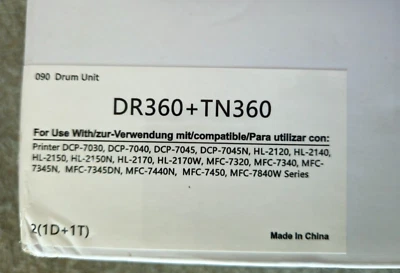 090 Drum Unit
DR360+TN360
For Use With/zur-Verwendung mit/compatible/Para utilizar con:
Printer DCP-7030, DCP-7040, DCP-7045, DCP-7045N, HL-2120, HL-2140,
HL-2150, HL-2150N, HL-2170, HL-2170W, MFC-7320, MFC-7340, MFC-
7345N, MFC-7345DN, MFC-7440N, MFC-7450, MFC-7840W Series
2(1D+1T)
Made In China